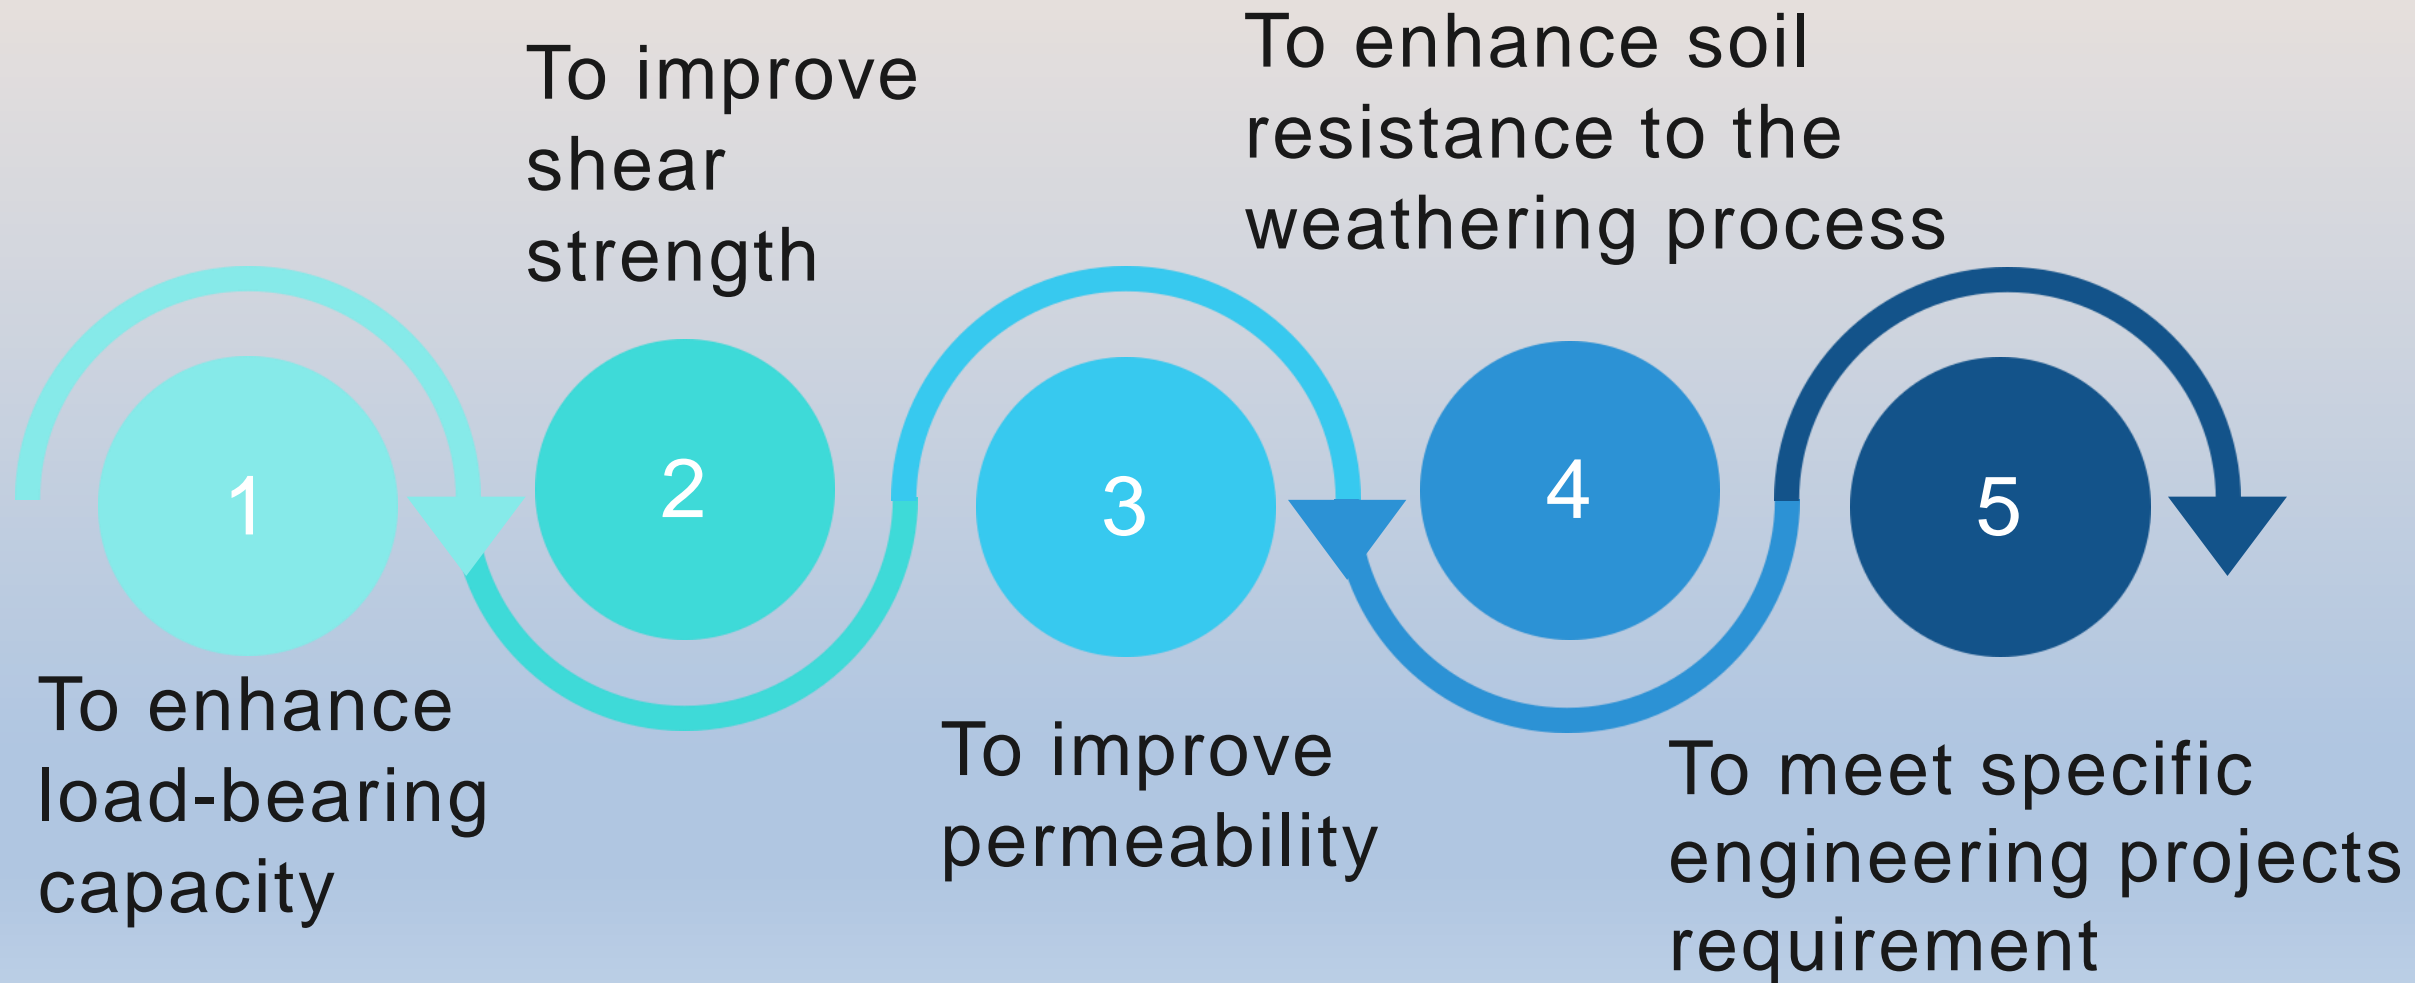 1
To enhance
load-bearing
capacity
2
To improve
shear
strength
3
To improve
permeability
4
To enhance soil
resistance to the
weathering process
5
To meet specific
engineering projects
requirement